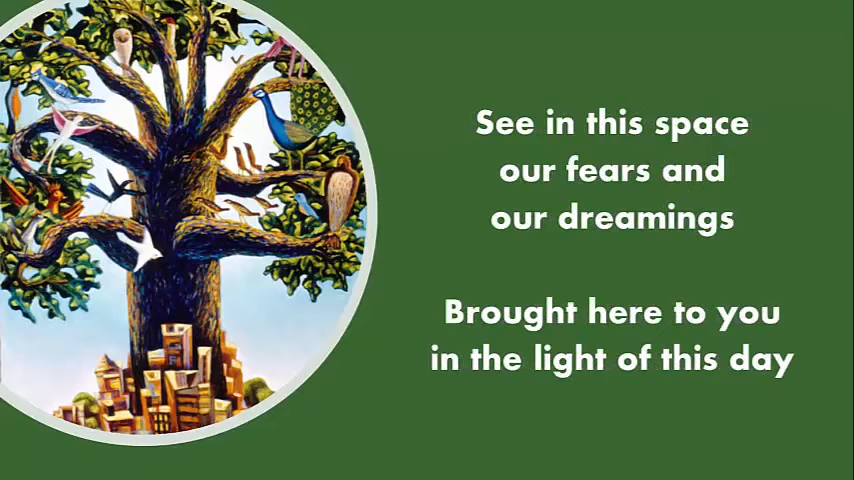 See in this space
our fears and
our dreamings
Brought here to you
in the light of this day